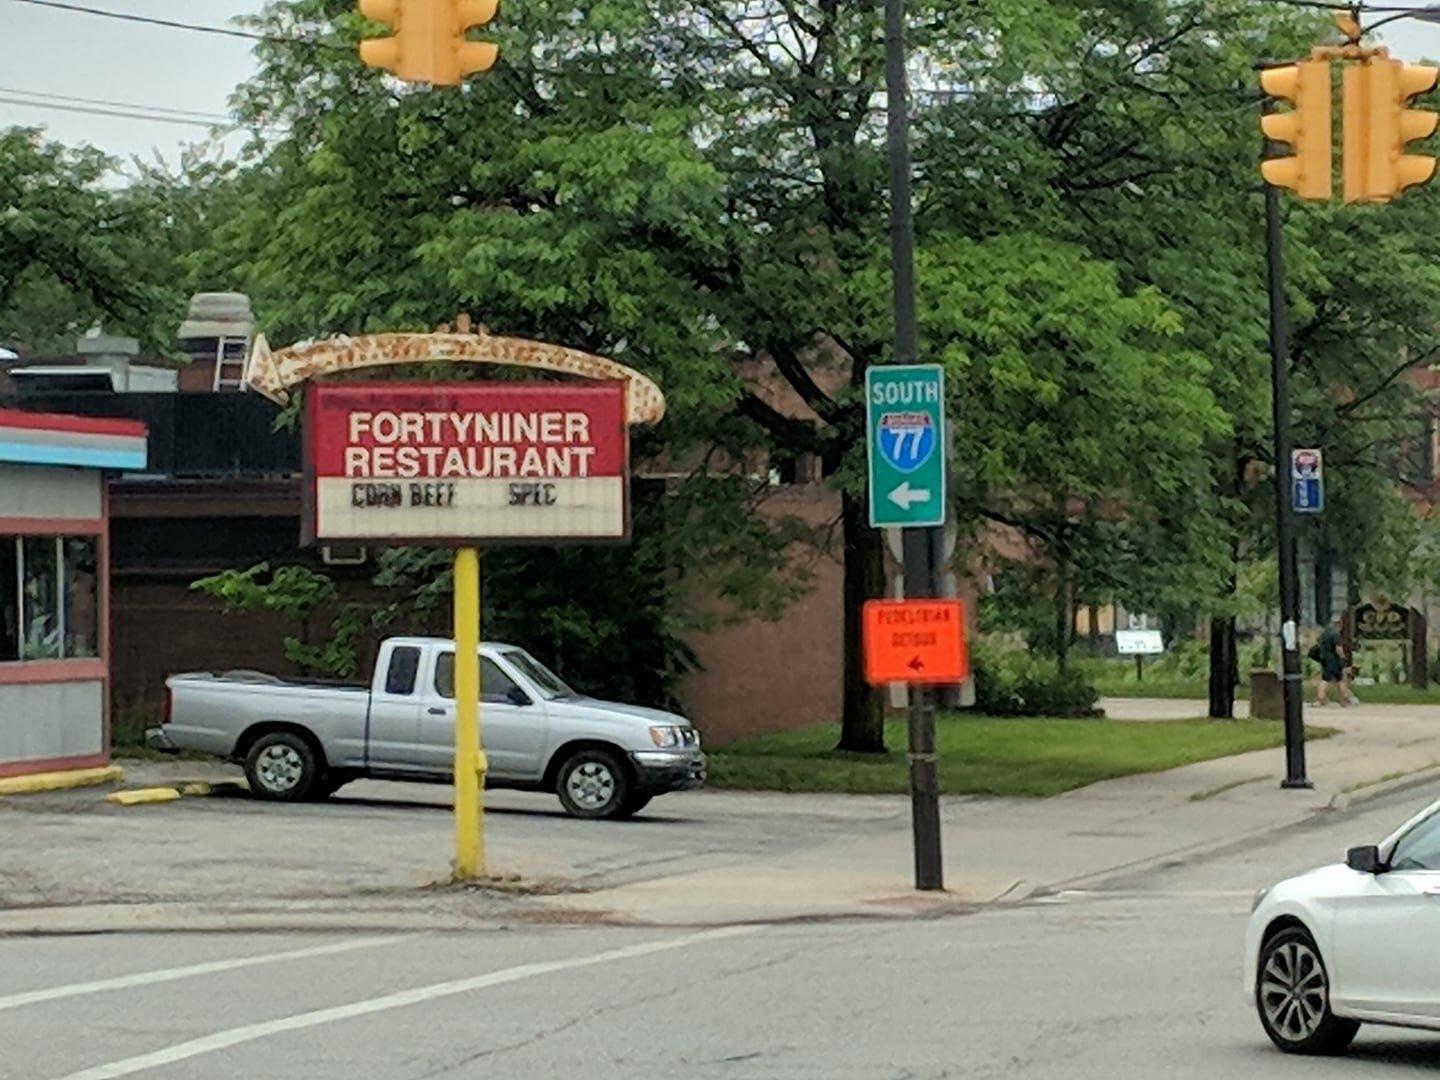 FORTYNINER
RESTAURANT
CORN BEEF SPEC
SOUTH
77
PEDESTRIAN
DETOUR